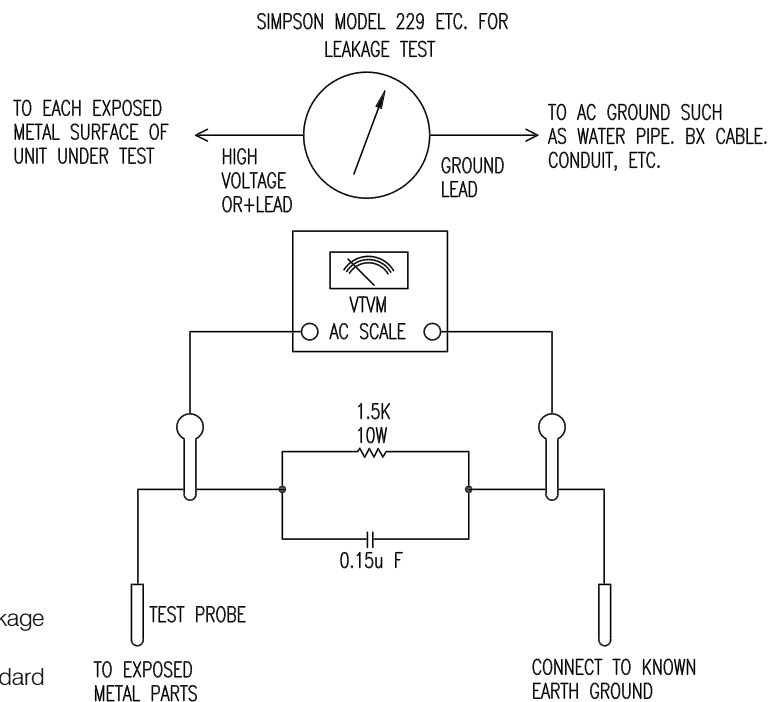 SIMPSON MODEL 229 ETC. FOR
LEAKAGE TEST
TO EACH EXPOSED
METAL SURFACE OF
UNIT UNDER TEST
HIGH
VOLTAGE
OR+LEAD
GROUND
LEAD
TO AC GROUND SUCH
AS WATER PIPE. BX CABLE.
CONDUIT, ETC.
VTVM
AC SCALE
1.5K
10W
0.15u F
kage
dard
TEST PROBE
TO EXPOSED
METAL PARTS
CONNECT TO KNOWN
EARTH GROUND